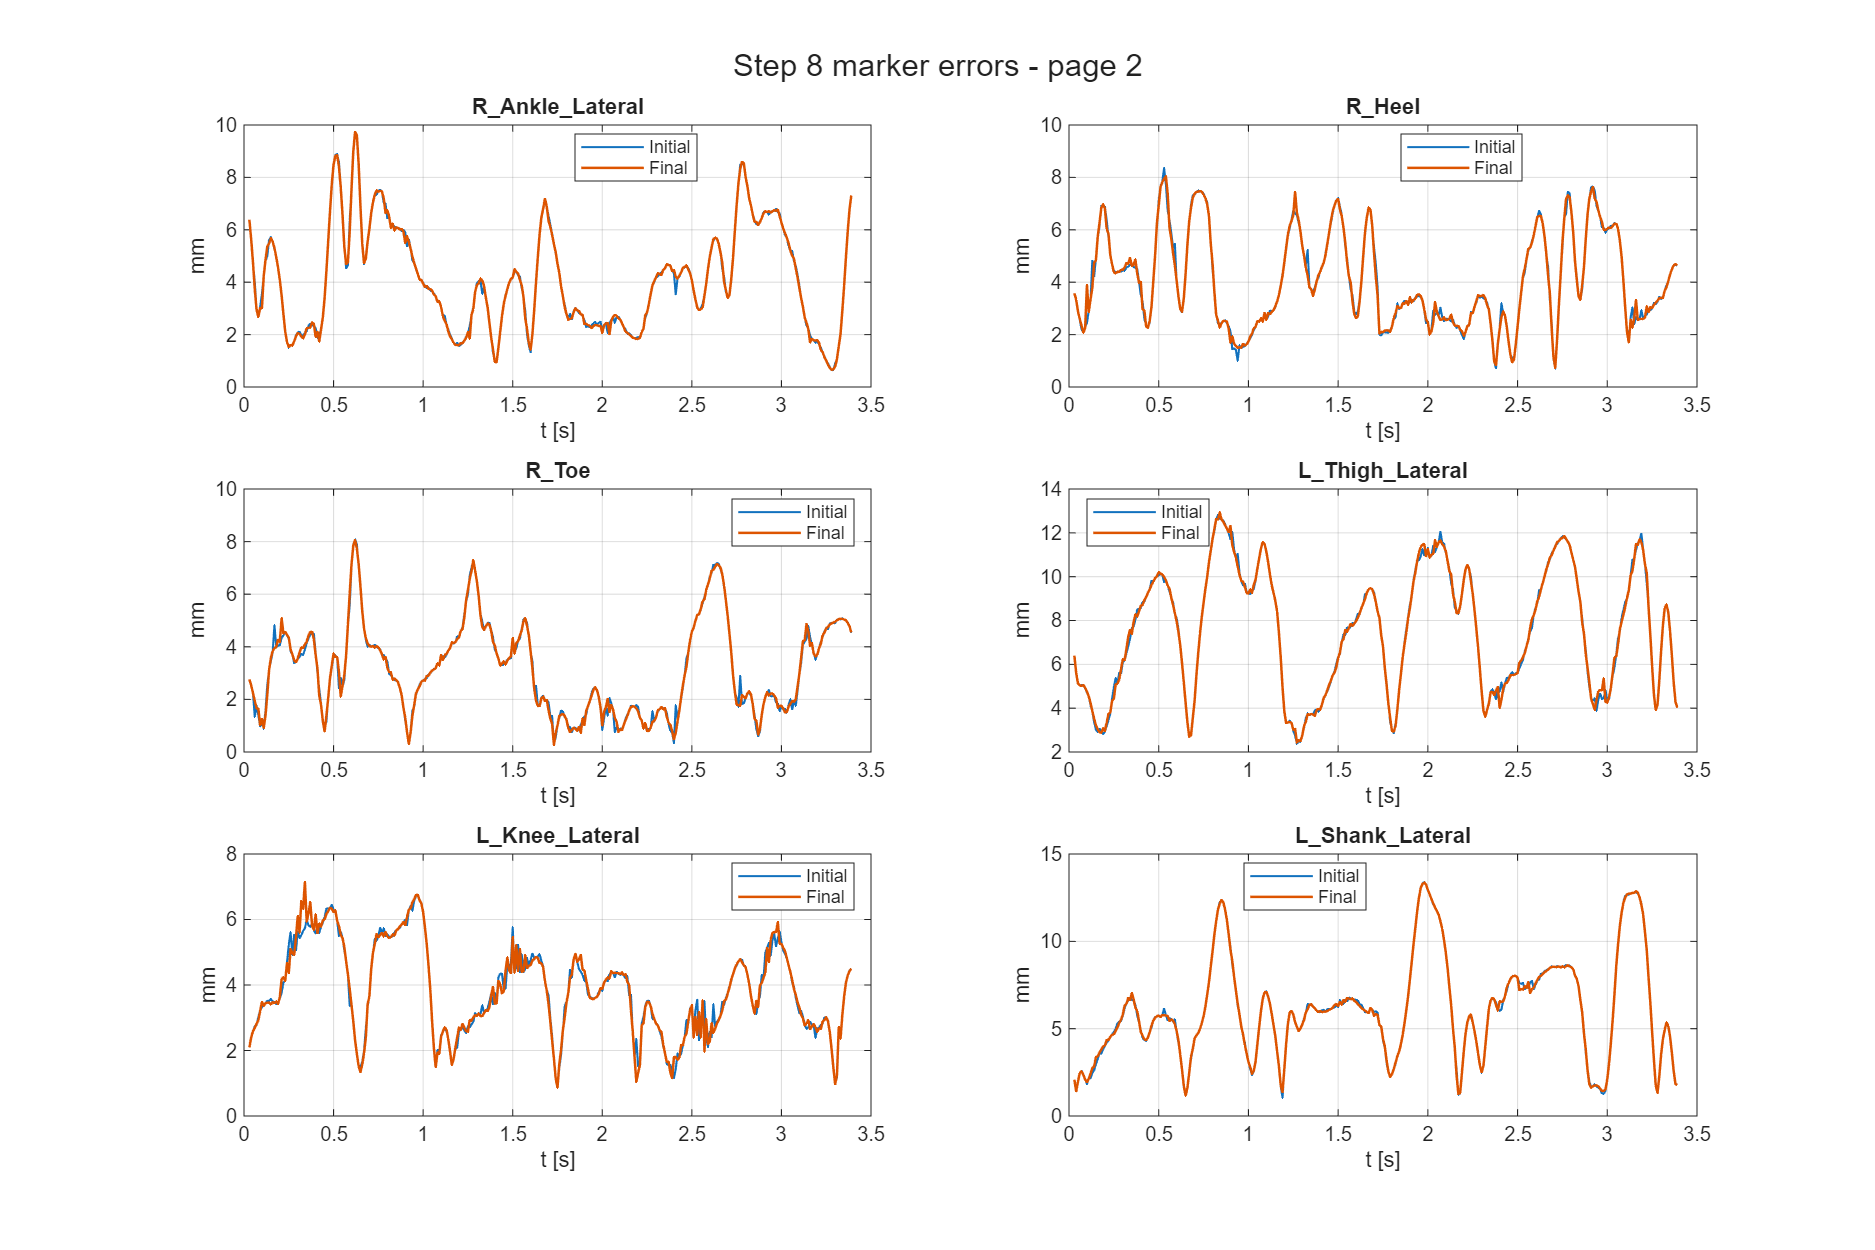 Step 8 marker errors - page 2
R_Ankle_Lateral
10
8
6
4
2
0
mm
Initial
Final
0 0.5 1 1.5 2 2.5 3 3.5
t [s]
R_Heel
10
8
6
4
2
0
mm
Initial
Final
0 0.5 1 1.5 2 2.5 3 3.5
t [s]
R_Toe
10
8
6
4
2
0
mm
Initial
Final
0 0.5 1 1.5 2 2.5 3 3.5
t [s]
L_Thigh_Lateral
14
12
10
8
6
4
2
mm
Initial
Final
0 0.5 1 1.5 2 2.5 3 3.5
t [s]
L_Knee_Lateral
8
6
4
2
0
mm
Initial
Final
0 0.5 1 1.5 2 2.5 3 3.5
t [s]
L_Shank_Lateral
15
10
5
0
mm
Initial
Final
0 0.5 1 1.5 2 2.5 3 3.5
t [s]